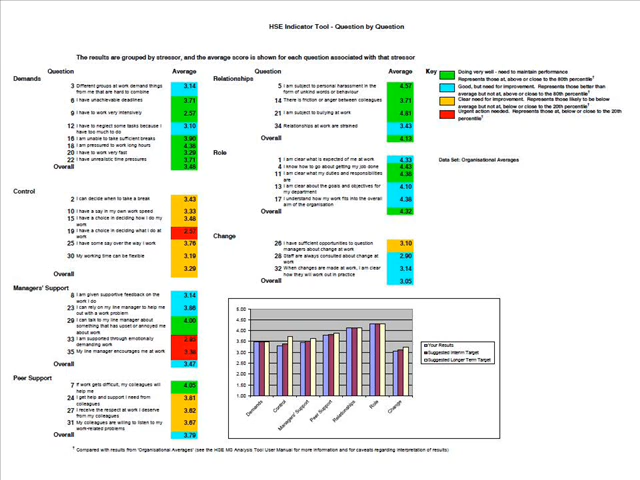 HSE Indicator Tool - Question by Question
The results are grouped by stressor, and the average score is shown for each question associated with that stressor
Question Average
Demands
3 Different groups at work demand things 3.14
from me that are hard to combine
6 I have unachievable deadlines 3.71
9 I have to work very intensively 2.57
12 I have to neglect some tasks because I 3.10
have too much to do
16 I am unable to take sufficient breaks 3.90
18 I am pressured to work long hours 4.38
20 I have to work very fast 3.29
22 I have unrealistic time pressures 3.71
Overall 3.48
Control
2 I can decide when to take a break 3.43
10 I have a say in my own work speed 3.33
15 I have a choice in deciding how I do my 3.48
work
19 I have a choice in deciding what I do at 2.57
work
25 I have some say over the way I work 3.76
30 My working time can be flexible 3.19
Overall 3.29
Managers' Support
8 I am given supportive feedback on the 3.14
work I do
23 I can rely on my line manager to help me
out with a work problem
29 I can talk to my line manager about 4.00
something that has upset or annoyed me
about work
33 I am supported through emotionally
demanding work
35 My line manager encourages me at work
Overall 3.47
Peer Support
7 If work gets difficult, my colleagues will 4.05
help me
24 I get help and support I need from 3.81
colleagues
27 I receive the respect at work I deserve 3.62
from my colleagues
31 My colleagues are willing to listen to my 3.67
work-related problems
Overall 3.79
Question Average
Relationships
5 I am subject to personal harassment in the 4.57
form of unkind words or behaviour
14 There is friction or anger between colleagues 3.71
21 I am subject to bullying at work 4.81
34 Relationships at work are strained 3.43
Overall 4.13
Role
1 I am clear what is expected of me at work 4.33
4 I know how to go about getting my job done 4.43
11 I am clear what my duties and responsibilities 4.38
are
13 I am clear about the goals and objectives for 4.10
my department
17 I understand how my work fits into the overall 4.38
aim of the organisation
Overall 4.32
Change
26 I have sufficient opportunities to question 3.10
managers about change at work
28 Staff are always consulted about change at 2.90
work
32 When changes are made at work, I am clear 3.14
how they will work out in practice
Overall 3.05
Key
Doing very well - need to maintain performance
Represents those at, above or close to the 80th percentile†
Good, but need for improvement. Represents those better than
average but not at, above or close to the 80th percentile†
Clear need for improvement. Represents those likely to be below
average but not below or close to the 20th percentile†
Urgent action needed. Represents those at, below or close to the 20th
percentile†
Data Set: Organisational Averages
5.00
4.50
4.00
3.50
3.00
2.50
2.00
1.50
1.00
Demands
Control
Managers' Support
Peer Support
Relationships
Role
Change
Your Results
Suggested Interim Target
Suggested Longer Term Target
† Compared with results from 'Organisational Averages' (see the HSE MS Analysis Tool User Manual for more information and for caveats regarding interpretation of results)